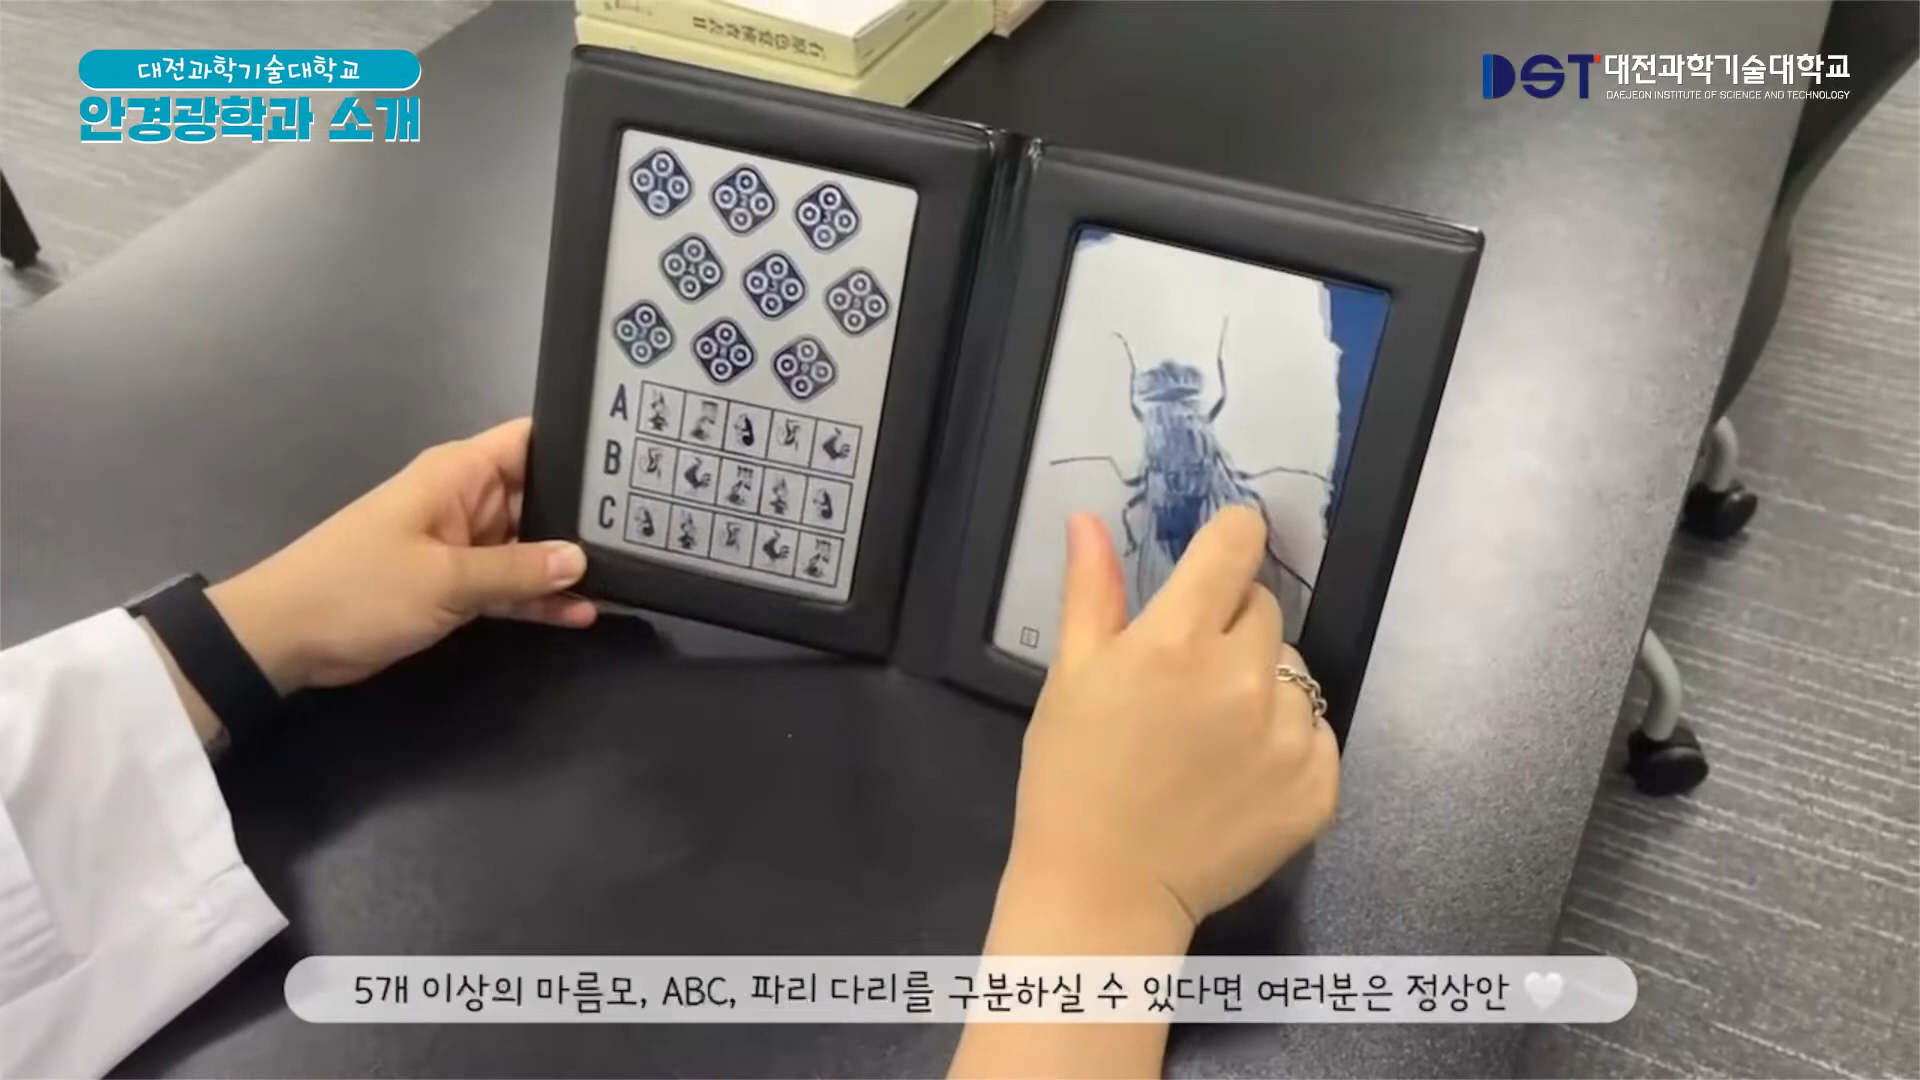 대전과학기술대학교
안경광학과 소개
DST 대전과학기술대학교
DAEJEON INSTITUTE OF SCIENCE AND TECHNOLOGY
A
B
C
5개 이상의 마름모, ABC, 파리 다리를 구분하실 수 있다면 여러분은 정상안